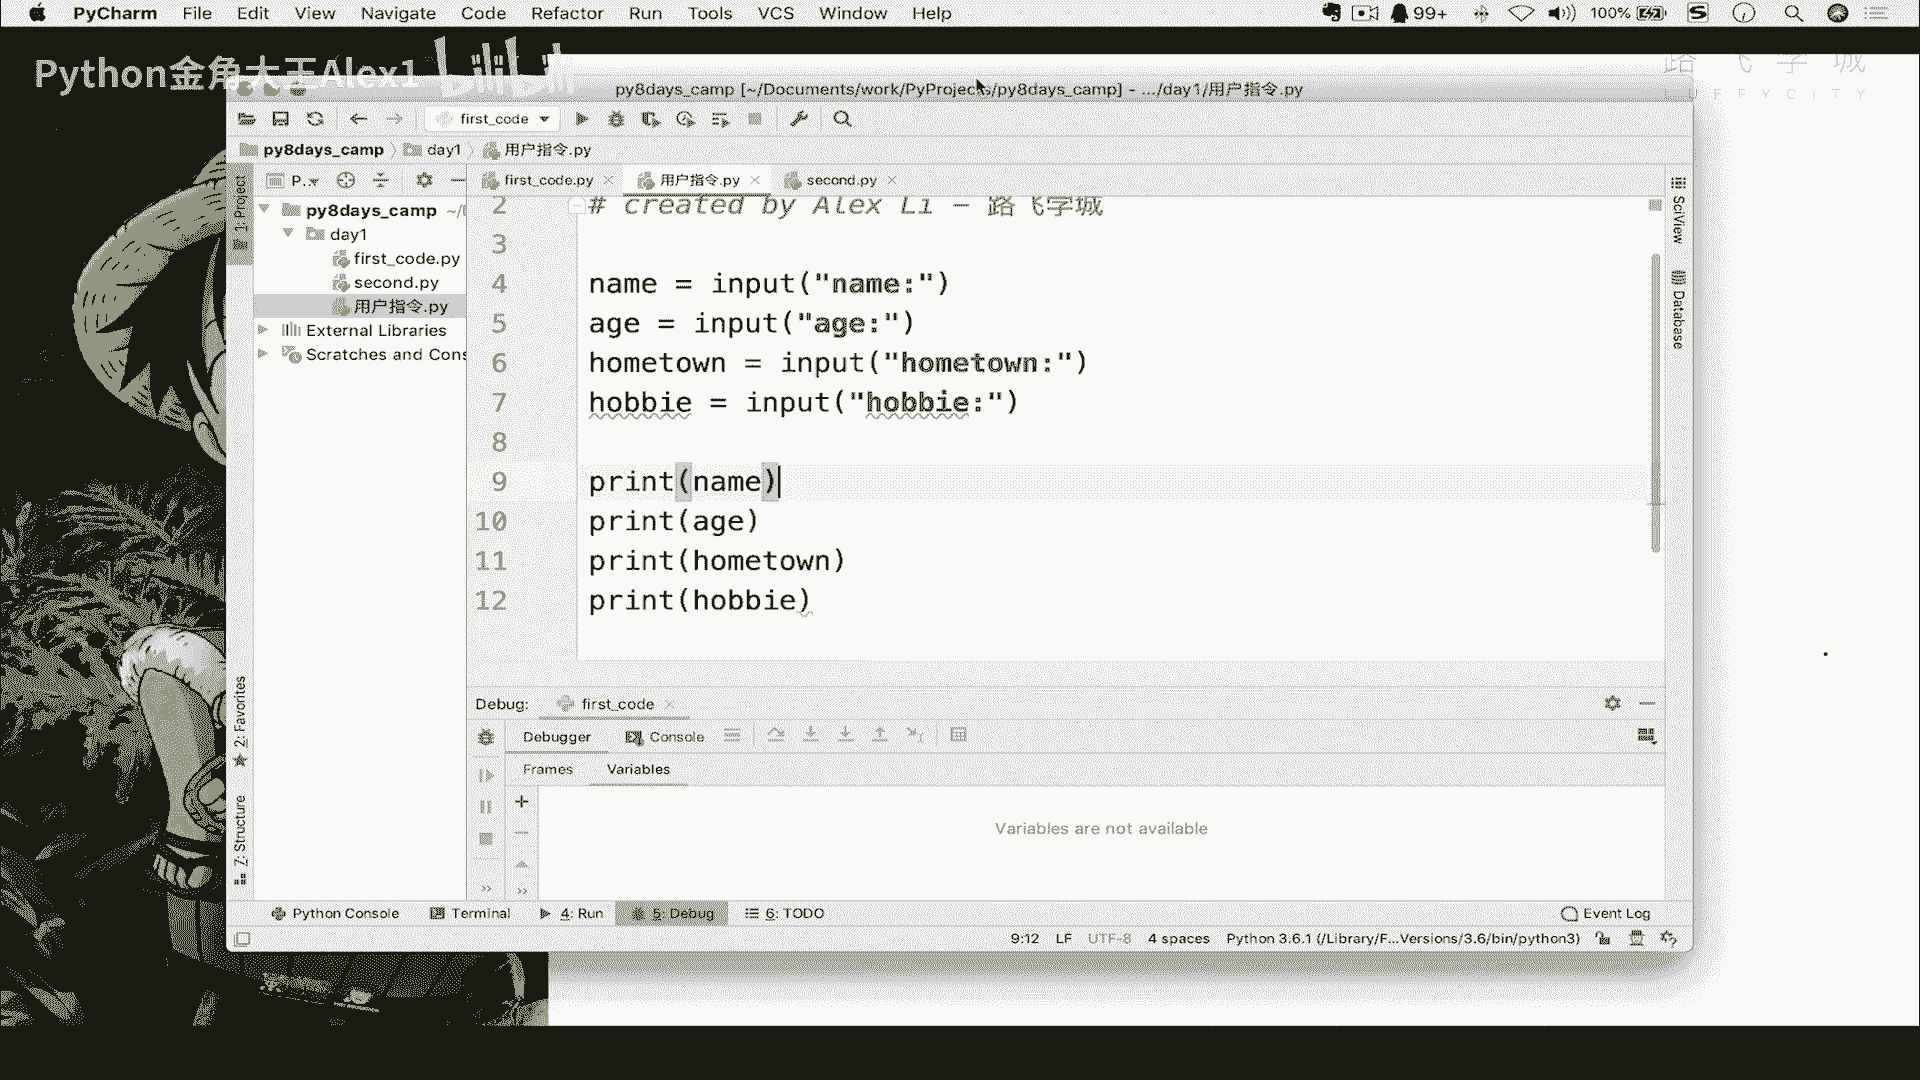 PyCharm File Edit View Navigate Code Refactor Run Tools VCS Window Help 99+ 100%
Python金角大王Alex1 bilibili
路飞学城
LUFFYCITY
py8days_camp [~/Documents/work/PyProjects/py8days_camp] - .../day1/用户指令.py
first_code
py8days_camp day1 用户指令.py
1: Project
P..
first_code.py 用户指令.py second.py
py8days_camp ~/
day1
first_code.py
second.py
用户指令.py
External Libraries
Scratches and Cons
2 # created by Alex Li - 路飞学城
3
4 name = input("name:")
5 age = input("age:")
6 hometown = input("hometown:")
7 hobbie = input("hobbie:")
8
9 print(name)
10 print(age)
11 print(hometown)
12 print(hobbie)
SciView
Database
2: Favorites
7: Structure
Debug: first_code
Debugger Console
Frames Variables
Variables are not available
Python Console Terminal 4: Run 5: Debug 6: TODO Event Log
9:12 LF UTF-8 4 spaces Python 3.6.1 (/Library/F...Versions/3.6/bin/python3)